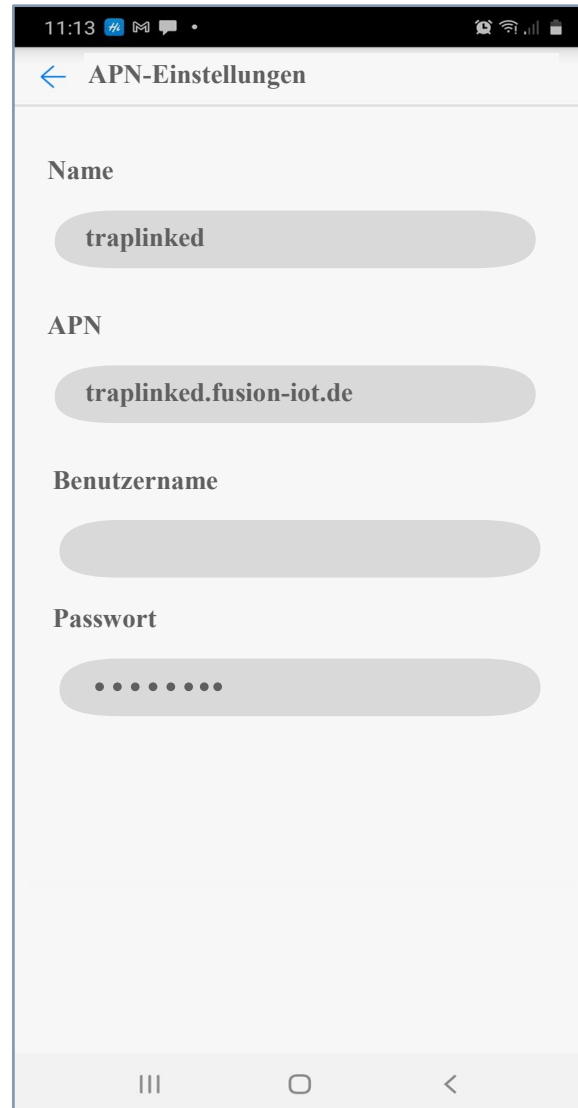 11:13
APN-Einstellungen
Name
traplinked
APN
traplinked.fusion-iot.de
Benutzername
Passwort
••••••••